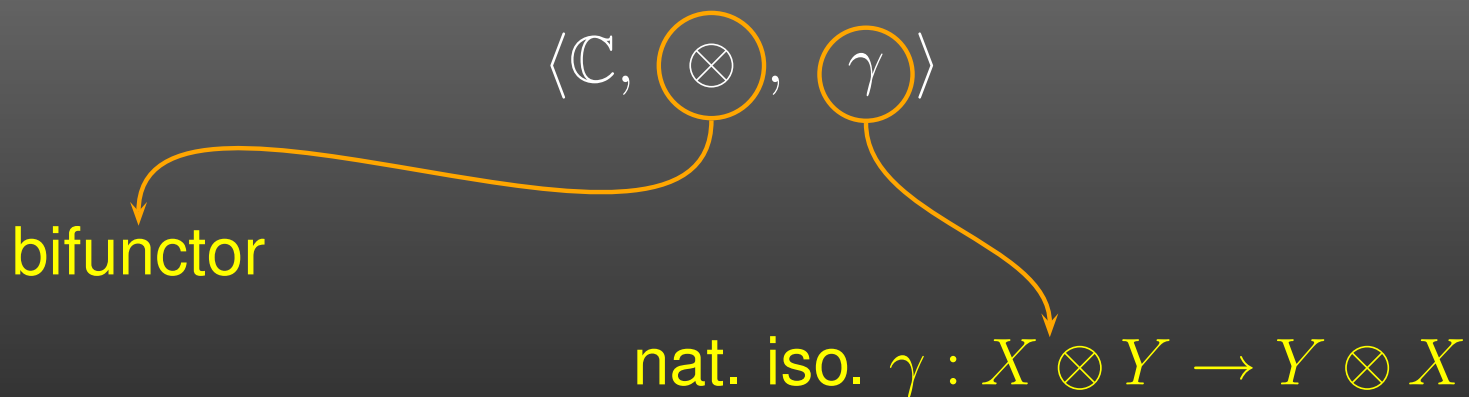 ⟨ℂ, ⊗, γ⟩
bifunctor
nat. iso. γ : X ⊗ Y → Y ⊗ X